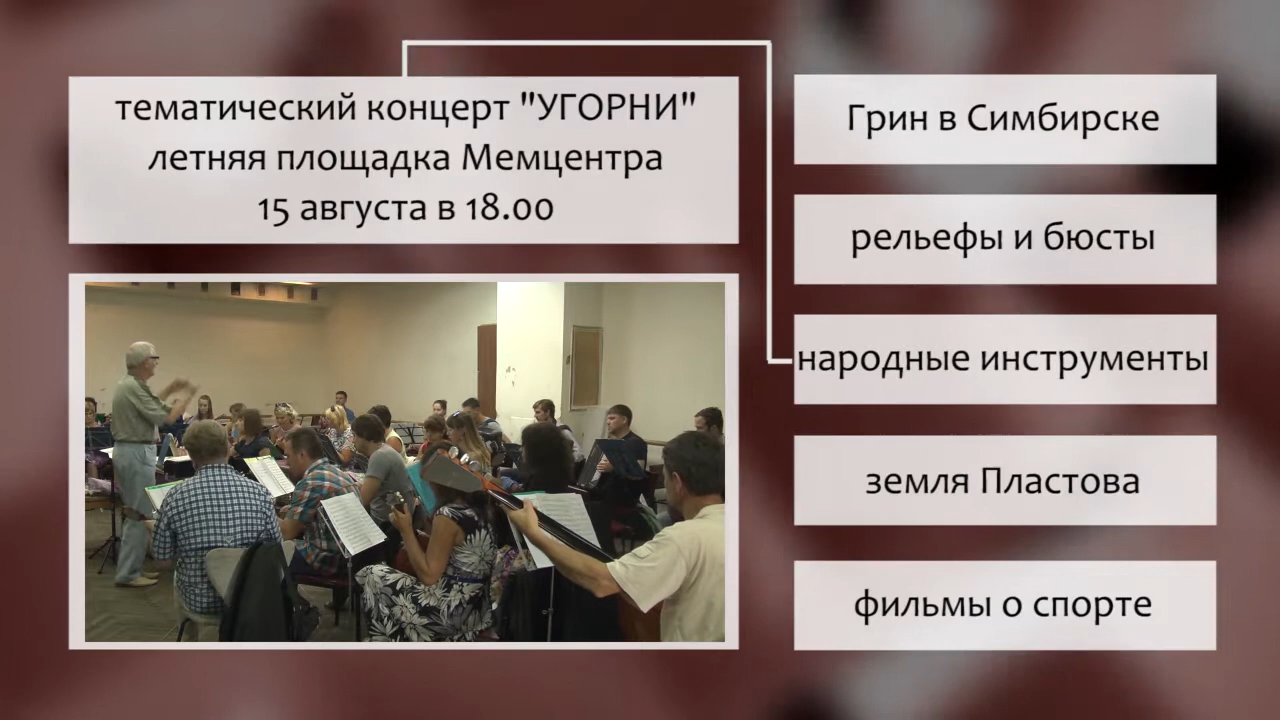 тематический концерт "УГОРНИ"
летняя площадка Мемцентра
15 августа в 18.00
Грин в Симбирске
рельефы и бюсты
народные инструменты
земля Пластова
фильмы о спорте